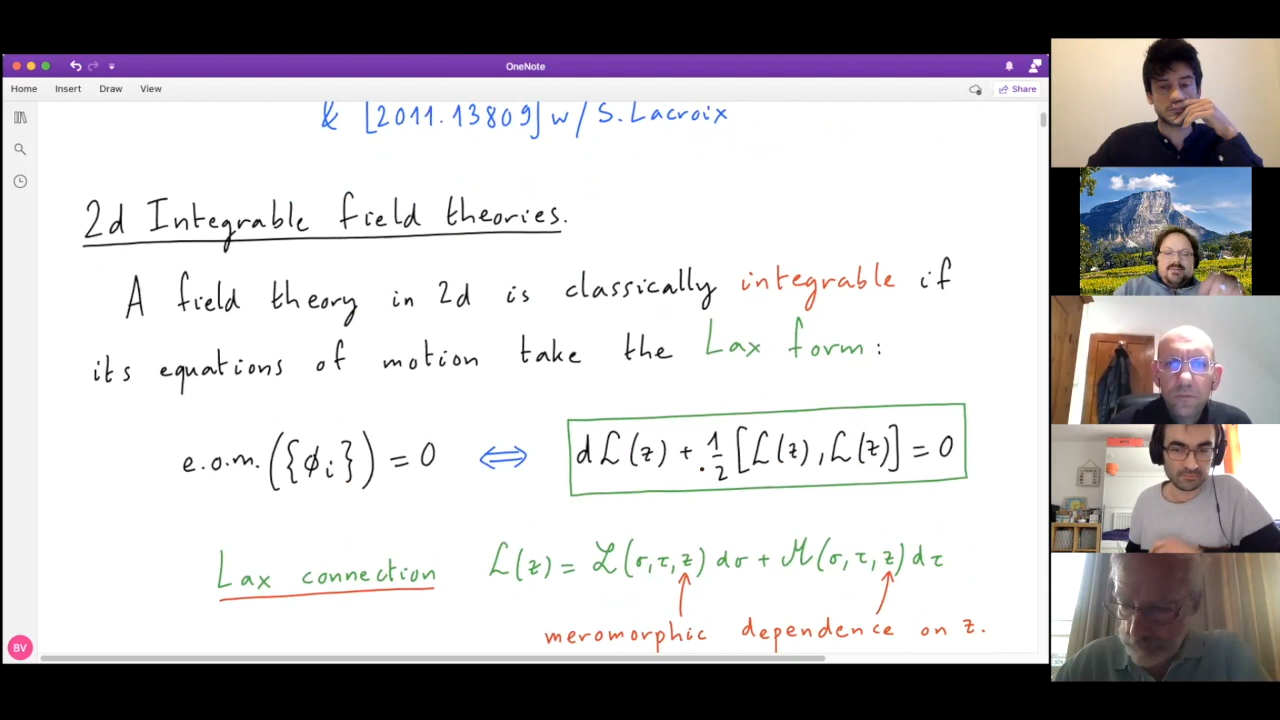 OneNote
Home Insert Draw View Share
& [2011.13809] w/ S. Lacroix
2d Integrable field theories.
A field theory in 2d is classically integrable if
its equations of motion take the Lax form :
e.o.m. ({ϕᵢ}) = 0 ⟺ dℒ(z) + ½ [ℒ(z), ℒ(z)] = 0
Lax connection ℒ(z) = ℒ(σ,τ,z) dσ + ℳ(σ,τ,z) dτ
meromorphic dependence on z.
BV